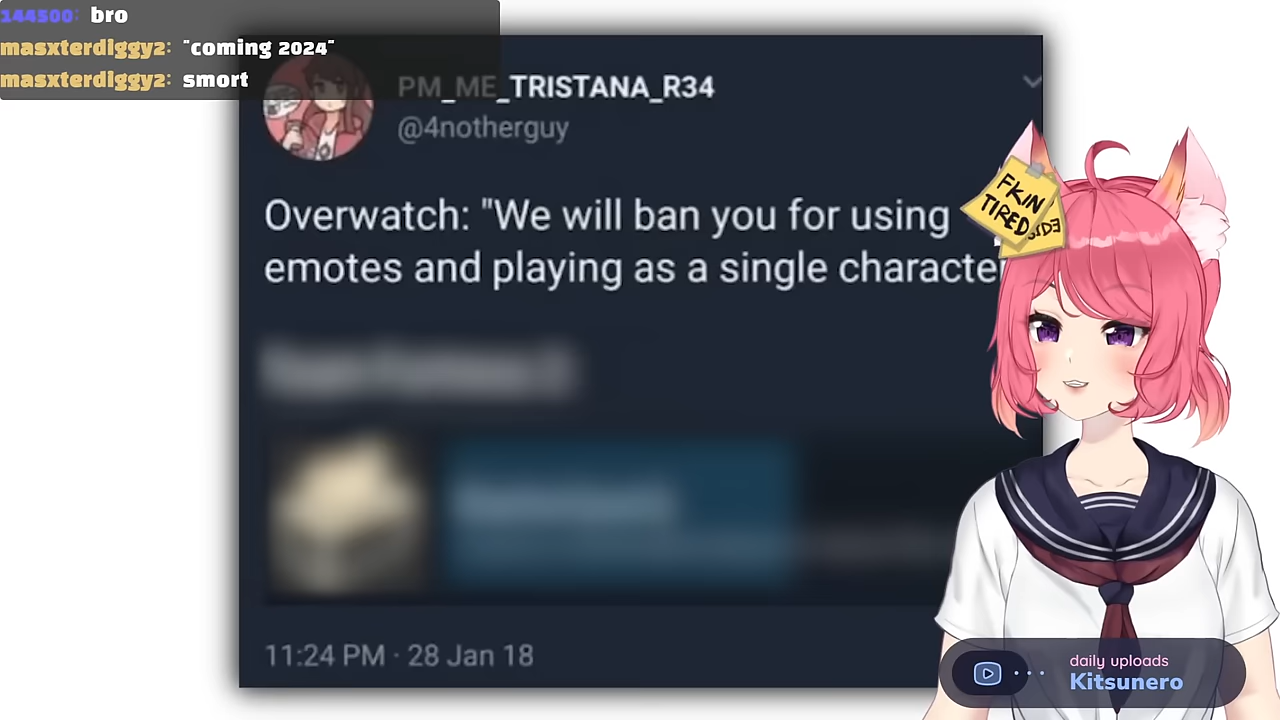 144500: bro
masxterdiggy2: "coming 2024"
masxterdiggy2: smort
PM_ME_TRISTANA_R34
@4notherguy
Overwatch: "We will ban you for using
emotes and playing as a single character
FKIN
TIRED
11:24 PM · 28 Jan 18
daily uploads
Kitsunero